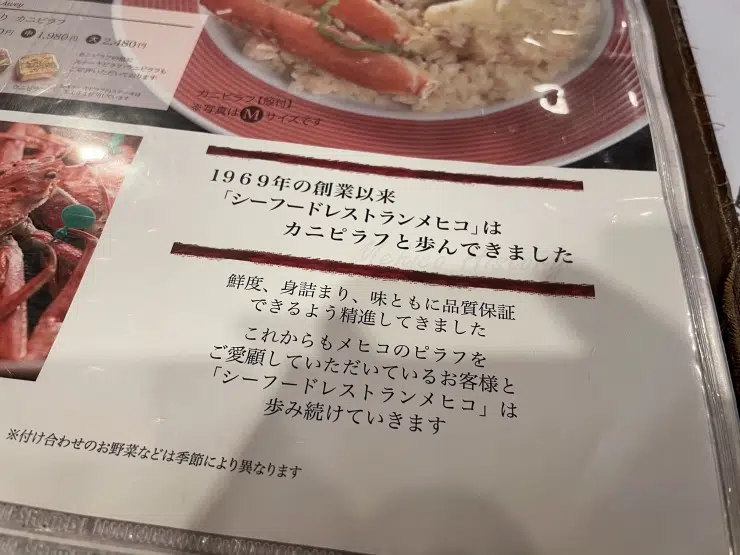 カニピラフ
1,980円 大 2,480円
カニピラフ【殻付】
※写真はMサイズです
1969年の創業以来
「シーフードレストランメヒコ」は
カニピラフと歩んできました
鮮度、身詰まり、味ともに品質保証
できるよう精進してきました
これからもメヒコのピラフを
ご愛顧していただいているお客様と
「シーフードレストランメヒコ」は
歩み続けていきます
※付け合わせのお野菜などは季節により異なります